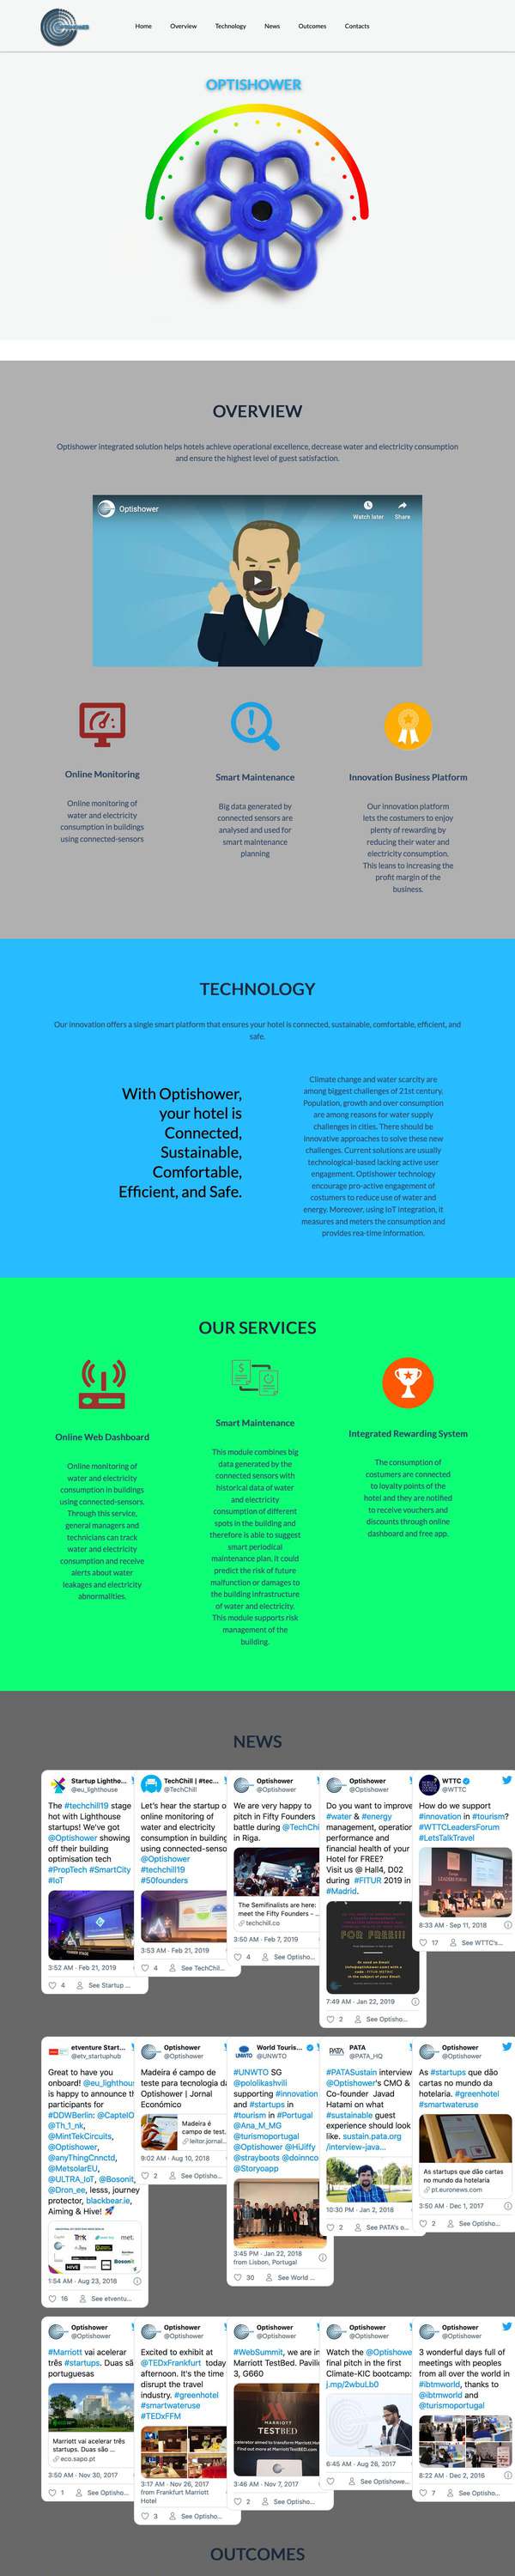 OPTISHOWER
Home Overview Technology News Outcomes Contacts
OPTISHOWER
OVERVIEW
Optishower integrated solution helps hotels achieve operational excellence, decrease water and electricity consumption
and ensure the highest level of guest satisfaction.
Optishower
Watch later Share
Online Monitoring
Online monitoring of
water and electricity
consumption in buildings
using connected-sensors
Smart Maintenance
Big data generated by
connected sensors are
analysed and used for
smart maintenance
planning
Innovation Business Platform
Our innovation platform
lets the costumers to enjoy
plenty of rewarding by
reducing their water and
electricity consumption.
This leans to increasing the
profit margin of the
business.
TECHNOLOGY
Our innovation offers a single smart platform that ensures your hotel is connected, sustainable, comfortable, efficient, and
safe.
With Optishower,
your hotel is
Connected,
Sustainable,
Comfortable,
Efficient, and Safe.
Climate change and water scarcity are
among biggest challenges of 21st century.
Population, growth and over consumption
are among reasons for water supply
challenges in cities. There should be
innovative approaches to solve these new
challenges. Current solutions are usually
technological-based lacking active user
engagement. Optishower technology
encourage pro-active engagement of
costumers to reduce use of water and
energy. Moreover, using IoT integration, it
measures and meters the consumption and
provides rea-time information.
OUR SERVICES
Online Web Dashboard
Online monitoring of
water and electricity
consumption in buildings
using connected-sensors.
Through this service,
general managers and
technicians can track
water and electricity
consumption and receive
alerts about water
leakages and electricity
abnormalities.
Smart Maintenance
This module combines big
data generated by the
connected sensors with
historical data of water
and electricity
consumption of different
spots in the building and
therefore is able to suggest
smart periodical
maintenance plan. It could
predict the risk of future
malfunction or damages to
the building infrastructure
of water and electricity.
This module supports risk
management of the
building.
Integrated Rewarding System
The consumption of
costumers are connected
to loyalty points of the
hotel and they are notified
to receive vouchers and
discounts through online
dashboard and free app.
NEWS
Startup Lightho...
@eu_lighthouse
The #techchill19 stage
hot with Lighthouse
startups! We've got
@Optishower showing
off their building
optimisation tech
#PropTech #SmartCity
#IoT
3:52 AM · Feb 21, 2019
4 See Startup ...
TechChill | #tec...
@TechChill
Let's hear the startup o
online monitoring of
water and electricity
consumption in building
using connected-senso
@Optishower
#techchill19
#50founders
3:53 AM · Feb 21, 2019
4 See TechChil...
Optishower
@Optishower
We are very happy to
pitch in Fifty Founders
battle during @TechChi
in Riga.
The Semifinalists are here:
meet the Fifty Founders – ...
techchill.co
3:50 AM · Feb 7, 2019
4 See Optisho...
Optishower
@Optishower
Do you want to improve
#water & #energy
management, operation
performance and
financial health of your
Hotel for FREE?
Visit us @ Hall4, D02
during #FITUR 2019 in
#Madrid.
FOR FREE!!!
7:49 AM · Jan 22, 2019
2 See Optisho...
WTTC
@WTTC
How do we support
#innovation in #tourism?
#WTTCLeadersForum
#LetsTalkTravel
8:33 AM · Sep 11, 2018
17 See WTTC's...
etventure Start...
@etv_startuphub
Great to have you
onboard! @eu_lighthous
is happy to announce th
participants for
#DDWBerlin: @CaptelO
@Th_1_nk,
@MintTekCircuits,
@Optishower,
@anyThingCnnctd,
@MetsolarEU,
@ULTRA_IoT, @Bosonit,
@Dron_ee, lesss, journey
protector, blackbear.ie,
Aiming & Hive! 🚀
1:54 AM · Aug 23, 2018
16 See etventu...
Optishower
@Optishower
Madeira é campo de
teste para tecnologia da
Optishower | Jornal
Económico
Madeira é
campo de test...
leitor.jornal...
9:02 AM · Aug 10, 2018
2 See Optisho...
UNWTO
World Touris...
@UNWTO
#UNWTO SG
@pololikashvili
supporting #innovation
and #startups in
#tourism in #Portugal
@Ana_M_MG
@turismoportugal
@Optishower @HiJiffy
@strayboots @doinnco
@Storyoapp
3:45 PM · Jan 22, 2018
from Lisbon, Portugal
30 See World ...
PATA
PATA
@PATA_HQ
#PATASustain interview
@Optishower's CMO &
Co-founder Javad
Hatami on what
#sustainable guest
experience should look
like. sustain.pata.org
/interview-java...
10:30 PM · Jan 2, 2018
2 See PATA's o...
Optishower
@Optishower
As #startups que dão
cartas no mundo da
hotelaria. #greenhotel
#smartwateruse
As startups que dão cartas
no mundo da hotelaria
pt.euronews.com
3:50 AM · Dec 1, 2017
2 See Optisho...
Optishower
@Optishower
#Marriott vai acelerar
três #startups. Duas sã
portuguesas
Marriott vai acelerar três
startups. Duas são ...
eco.sapo.pt
3:50 AM · Nov 30, 2017
1 See Optisho...
Optishower
@Optishower
Excited to exhibit at
@TEDxFrankfurt today
afternoon. It's the time
disrupt the travel
industry. #greenhotel
#smartwateruse
#TEDxFFM
3:17 AM · Nov 26, 2017
from Frankfurt Marriott
Hotel
3 See Optisho...
Optishower
@Optishower
#WebSummit, we are in
Marriott TestBed. Pavili
3, G660
MARRIOTT
TESTBED
3:46 AM · Nov 7, 2017
2 See Optisho...
Optishower
@Optishower
Watch the @Optishowe
final pitch in the first
Climate-KIC bootcamp:
j.mp/2wbuLb0
6:45 AM · Aug 26, 2017
See Optishowe...
Optishower
@Optishower
3 wonderful days full of
meetings with peoples
from all over the world in
#ibtmworld, thanks to
@ibtmworld and
@turismoportugal
8:22 AM · Dec 2, 2016
7 See Optisho...
OUTCOMES